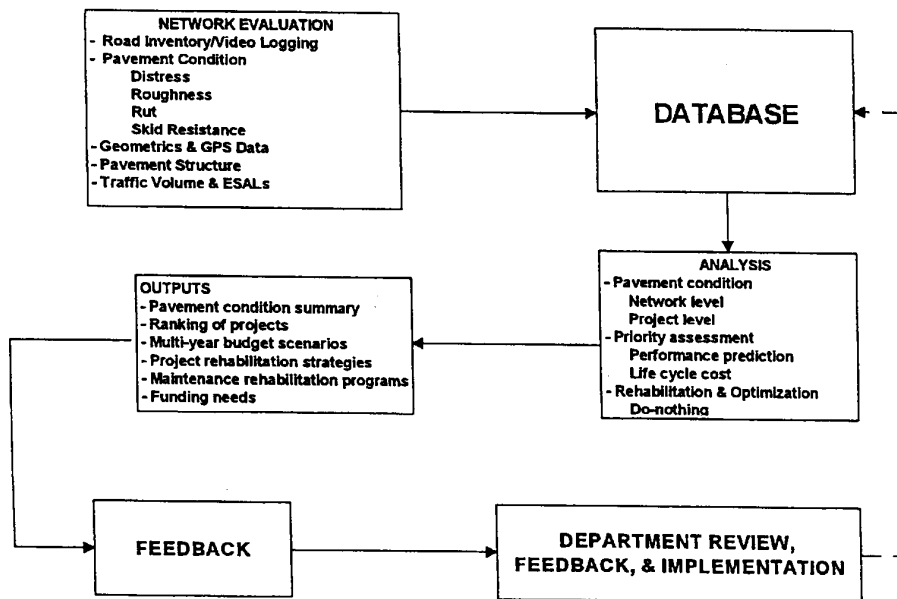 NETWORK EVALUATION
- Road Inventory/Video Logging
- Pavement Condition
Distress
Roughness
Rut
Skid Resistance
- Geometrics & GPS Data
- Pavement Structure
- Traffic Volume & ESALs
DATABASE
ANALYSIS
- Pavement condition
Network level
Project level
- Priority assessment
Performance prediction
Life cycle cost
- Rehabilitation & Optimization
Do-nothing
OUTPUTS
- Pavement condition summary
- Ranking of projects
- Multi-year budget scenarios
- Project rehabilitation strategies
- Maintenance rehabilitation programs
- Funding needs
FEEDBACK
DEPARTMENT REVIEW,
FEEDBACK, & IMPLEMENTATION